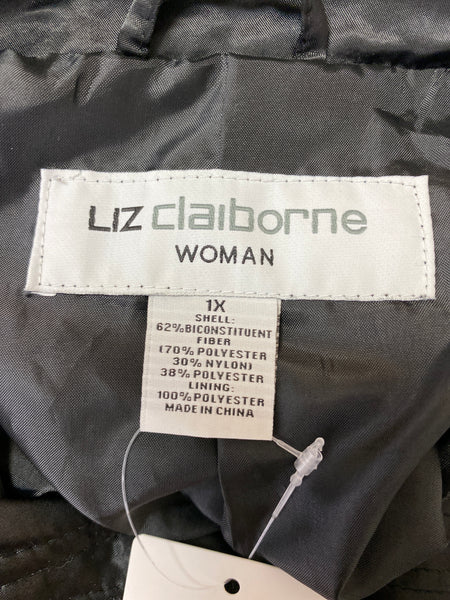 LIZ claiborne
WOMAN
1X
SHELL:
62%BICONSTITUENT
FIBER
(70%POLYESTER
30%NYLON)
38%POLYESTER
LINING:
100%POLYESTER
MADE IN CHINA